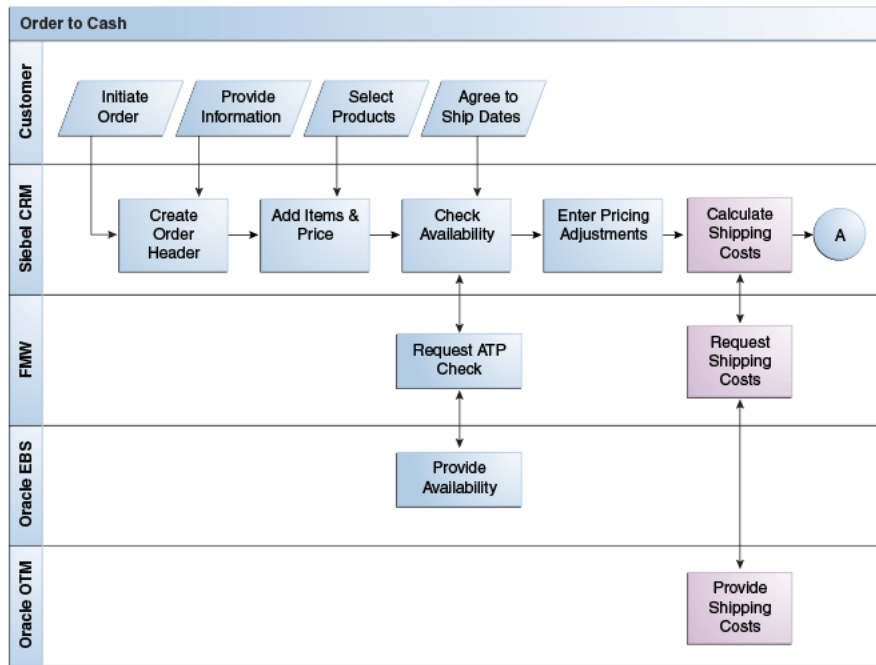 Order to Cash
Customer
Initiate
Order
Provide
Information
Select
Products
Agree to
Ship Dates
Siebel CRM
Create
Order
Header
Add Items &
Price
Check
Availability
Enter Pricing
Adjustments
Calculate
Shipping
Costs
A
FMW
Request ATP
Check
Request
Shipping
Costs
Oracle EBS
Provide
Availability
Oracle OTM
Provide
Shipping
Costs